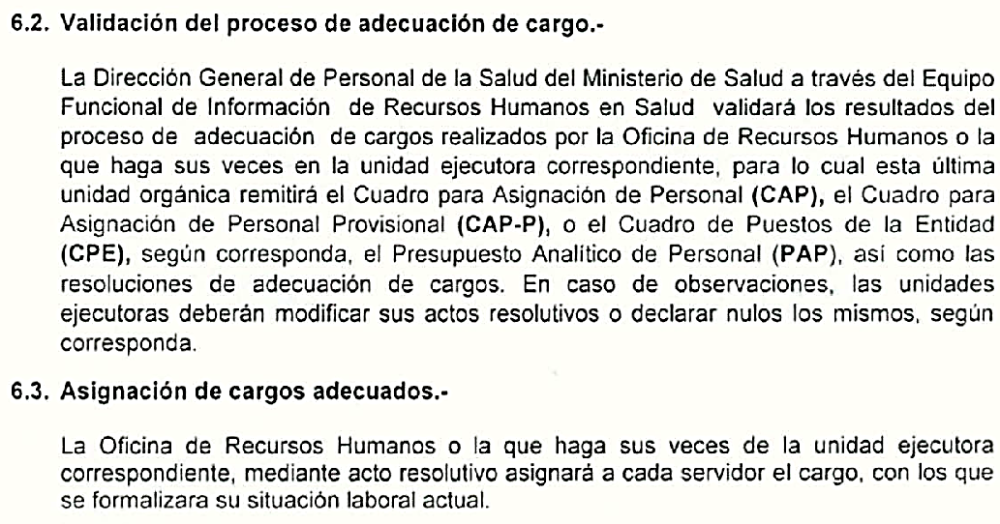 6.2. Validación del proceso de adecuación de cargo.-
La Dirección General de Personal de la Salud del Ministerio de Salud a través del Equipo
Funcional de Información de Recursos Humanos en Salud validará los resultados del
proceso de adecuación de cargos realizados por la Oficina de Recursos Humanos o la
que haga sus veces en la unidad ejecutora correspondiente, para lo cual esta última
unidad orgánica remitirá el Cuadro para Asignación de Personal (CAP), el Cuadro para
Asignación de Personal Provisional (CAP-P), o el Cuadro de Puestos de la Entidad
(CPE), según corresponda, el Presupuesto Analítico de Personal (PAP), así como las
resoluciones de adecuación de cargos. En caso de observaciones, las unidades
ejecutoras deberán modificar sus actos resolutivos o declarar nulos los mismos, según
corresponda.
6.3. Asignación de cargos adecuados.-
La Oficina de Recursos Humanos o la que haga sus veces de la unidad ejecutora
correspondiente, mediante acto resolutivo asignará a cada servidor el cargo, con los que
se formalizara su situación laboral actual.